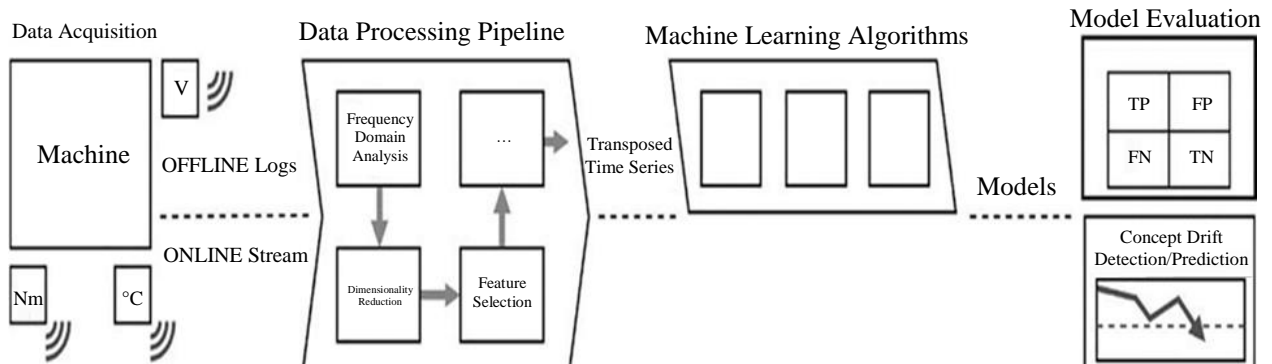 Data Acquisition
Machine
V
Nm
°C
OFFLINE Logs
ONLINE Stream
Data Processing Pipeline
Frequency
Domain
Analysis
Dimensionality
Reduction
Feature
Selection
...
Transposed
Time Series
Machine Learning Algorithms
Models
Model Evaluation
TP
FP
FN
TN
Concept Drift
Detection/Prediction